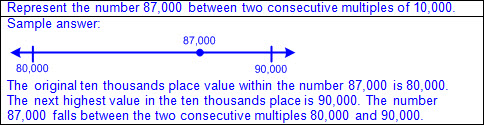 Represent the number 87,000 between two consecutive multiples of 10,000.
Sample answer:
87,000
80,000 90,000
The original ten thousands place value within the number 87,000 is 80,000.
The next highest value in the ten thousands place is 90,000. The number
87,000 falls between the two consecutive multiples 80,000 and 90,000.